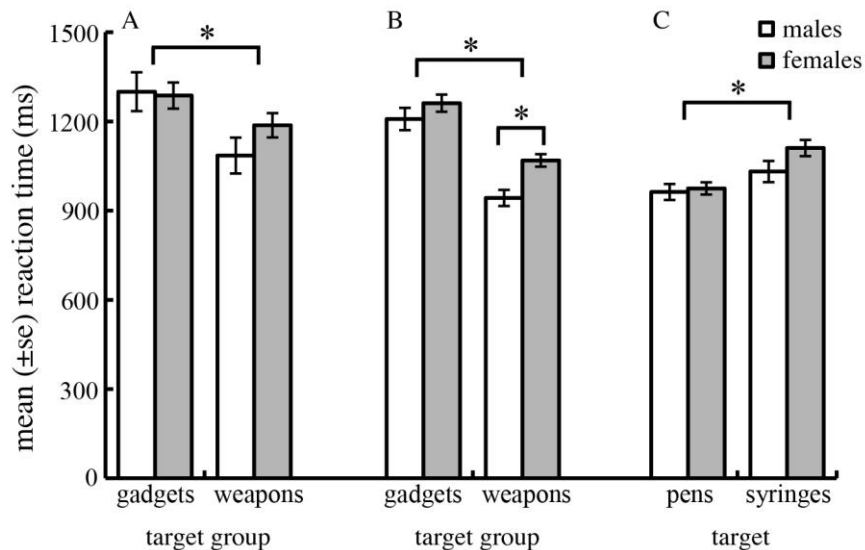 A
B
C
males
females
*
*
*
*
mean (±se) reaction time (ms)
1500
1200
900
600
300
0
gadgets weapons
gadgets weapons
pens syringes
target group
target group
target